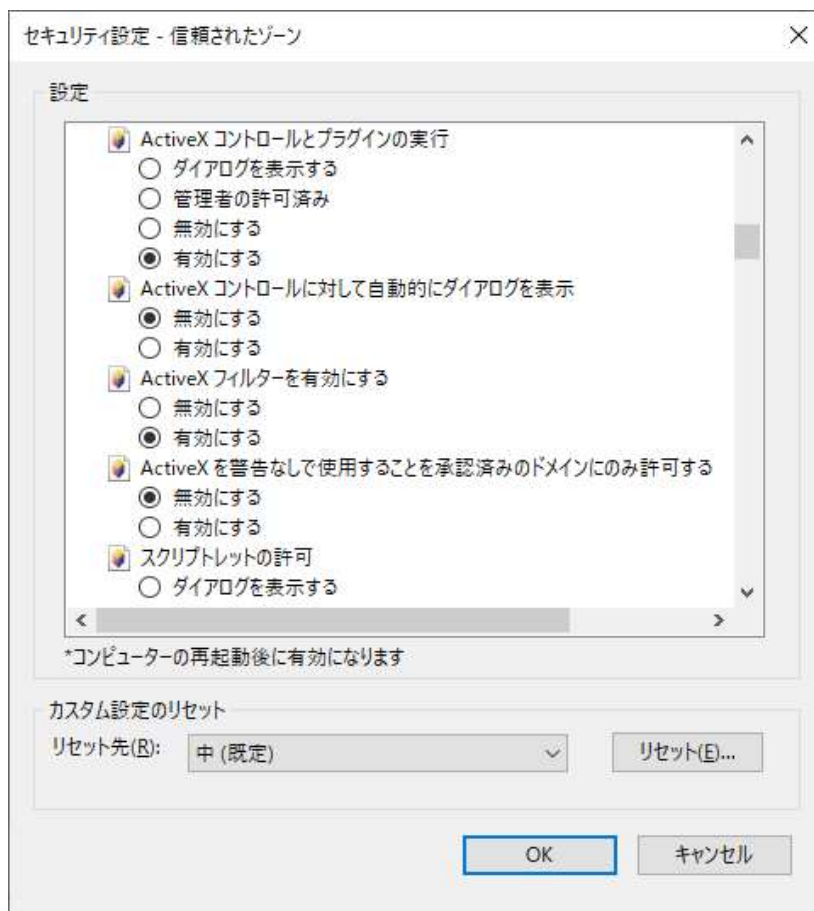 セキュリティ設定 - 信頼されたゾーン
設定
ActiveX コントロールとプラグインの実行
ダイアログを表示する
管理者の許可済み
無効にする
有効にする
ActiveX コントロールに対して自動的にダイアログを表示
無効にする
有効にする
ActiveX フィルターを有効にする
無効にする
有効にする
ActiveX を警告なしで使用することを承認済みのドメインにのみ許可する
無効にする
有効にする
スクリプトレットの許可
ダイアログを表示する
*コンピューターの再起動後に有効になります
カスタム設定のリセット
リセット先(R): 中 (既定) リセット(E)...
OK キャンセル